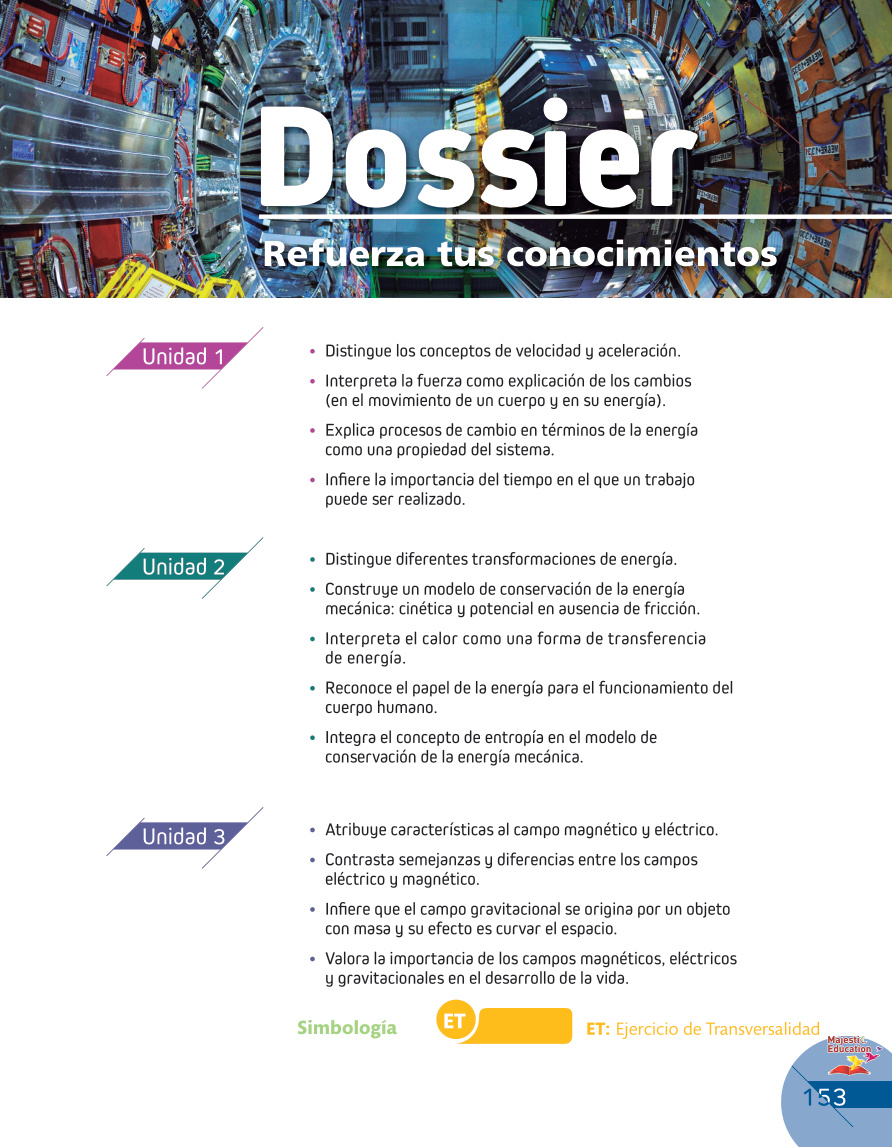 Dossier
Refuerza tus conocimientos
Unidad 1
• Distingue los conceptos de velocidad y aceleración.
• Interpreta la fuerza como explicación de los cambios
(en el movimiento de un cuerpo y en su energía).
• Explica procesos de cambio en términos de la energía
como una propiedad del sistema.
• Infiere la importancia del tiempo en el que un trabajo
puede ser realizado.
Unidad 2
• Distingue diferentes transformaciones de energía.
• Construye un modelo de conservación de la energía
mecánica: cinética y potencial en ausencia de fricción.
• Interpreta el calor como una forma de transferencia
de energía.
• Reconoce el papel de la energía para el funcionamiento del
cuerpo humano.
• Integra el concepto de entropía en el modelo de
conservación de la energía mecánica.
Unidad 3
• Atribuye características al campo magnético y eléctrico.
• Contrasta semejanzas y diferencias entre los campos
eléctrico y magnético.
• Infiere que el campo gravitacional se origina por un objeto
con masa y su efecto es curvar el espacio.
• Valora la importancia de los campos magnéticos, eléctricos
y gravitacionales en el desarrollo de la vida.
Simbología
ET
ET: Ejercicio de Transversalidad
Majestic
Education
153